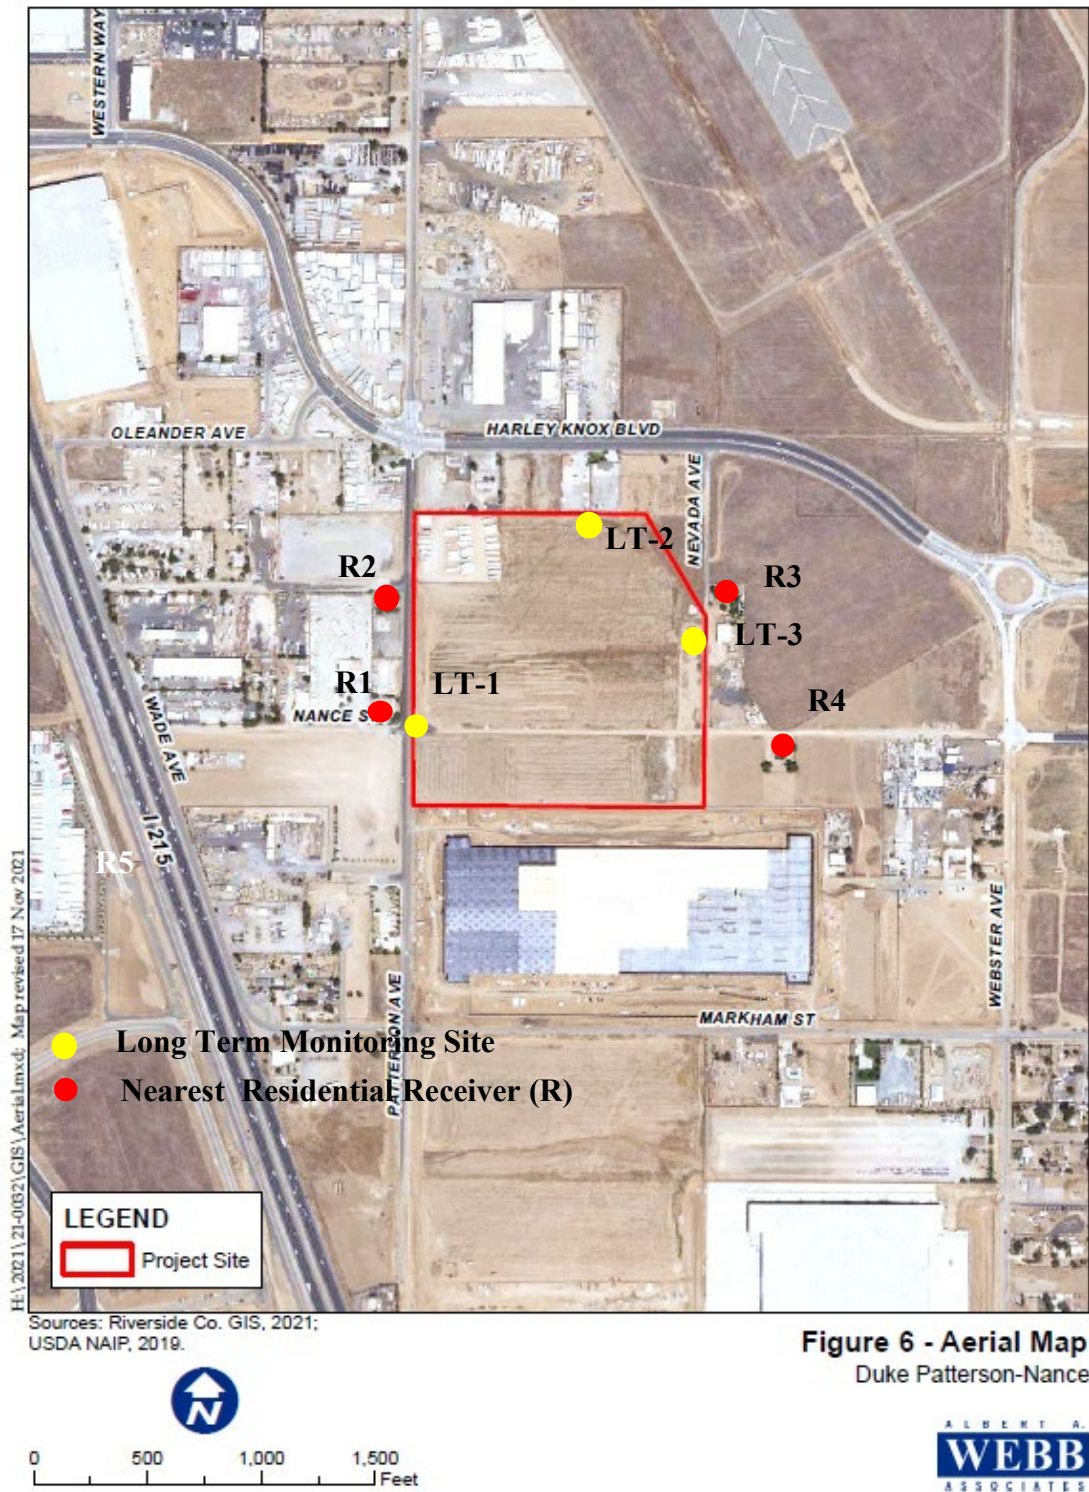 WESTERN WAY
OLEANDER AVE
HARLEY KNOX BLVD
NEVADA AVE
LT-2
R2
R3
LT-3
R1
LT-1
NANCE S
R4
WADE AVE
I 215
R5
WEBSTER AVE
PATTERSON AVE
MARKHAM ST
Long Term Monitoring Site
Nearest Residential Receiver (R)
LEGEND
Project Site
H:\2021\21-0032\GIS\Aerial.mxd; Map revised 17 Nov 2021
Sources: Riverside Co. GIS, 2021;
USDA NAIP, 2019.
Figure 6 - Aerial Map
Duke Patterson-Nance
N
0 500 1,000 1,500
Feet
ALBERT A.
WEBB
ASSOCIATES